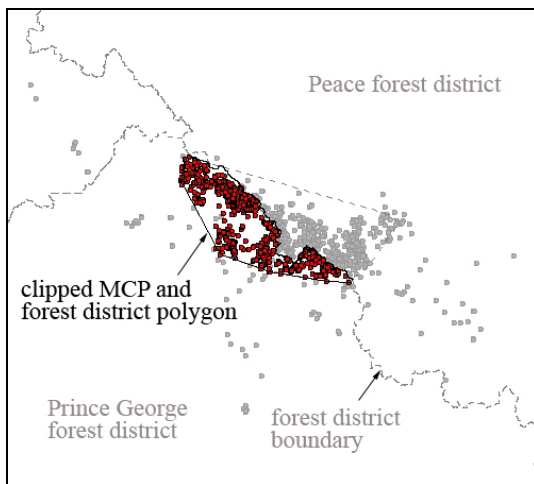 Peace forest district
clipped MCP and
forest district polygon
Prince George
forest district
forest district
boundary